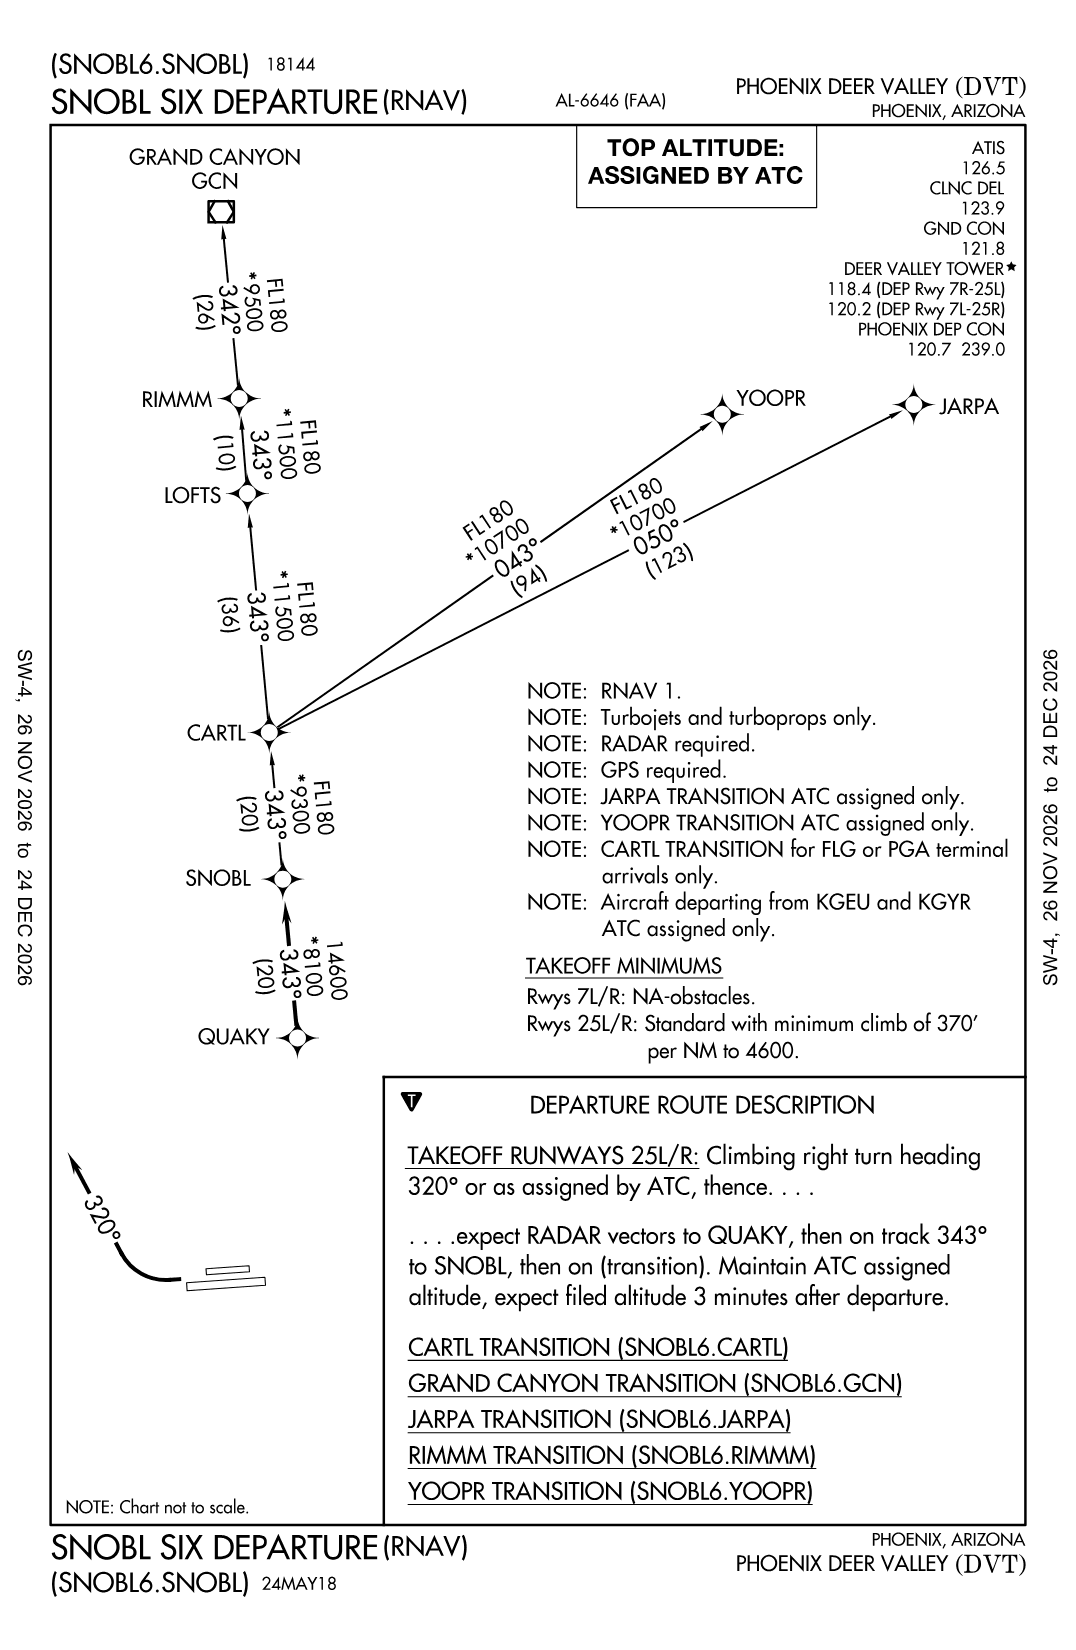 (SNOBL6.SNOBL) 18144
SNOBL SIX DEPARTURE (RNAV)
AL-6646 (FAA)
PHOENIX DEER VALLEY (DVT)
PHOENIX, ARIZONA
TOP ALTITUDE:
ASSIGNED BY ATC
ATIS
126.5
CLNC DEL
123.9
GND CON
121.8
DEER VALLEY TOWER★
118.4 (DEP Rwy 7R-25L)
120.2 (DEP Rwy 7L-25R)
PHOENIX DEP CON
120.7 239.0
GRAND CANYON
GCN
FL180
*9500
342°
(26)
RIMMM
FL180
*11500
343°
(10)
LOFTS
FL180
*11500
343°
(36)
YOOPR
JARPA
FL180
*10700
043°
(94)
FL180
*10700
050°
(123)
CARTL
FL180
*9300
343°
(20)
SNOBL
14600
*8100
343°
(20)
QUAKY
320°
NOTE: RNAV 1.
NOTE: Turbojets and turboprops only.
NOTE: RADAR required.
NOTE: GPS required.
NOTE: JARPA TRANSITION ATC assigned only.
NOTE: YOOPR TRANSITION ATC assigned only.
NOTE: CARTL TRANSITION for FLG or PGA terminal
arrivals only.
NOTE: Aircraft departing from KGEU and KGYR
ATC assigned only.
TAKEOFF MINIMUMS
Rwys 7L/R: NA-obstacles.
Rwys 25L/R: Standard with minimum climb of 370'
per NM to 4600.
T
DEPARTURE ROUTE DESCRIPTION
TAKEOFF RUNWAYS 25L/R: Climbing right turn heading
320° or as assigned by ATC, thence. . . .
. . . .expect RADAR vectors to QUAKY, then on track 343°
to SNOBL, then on (transition). Maintain ATC assigned
altitude, expect filed altitude 3 minutes after departure.
CARTL TRANSITION (SNOBL6.CARTL)
GRAND CANYON TRANSITION (SNOBL6.GCN)
JARPA TRANSITION (SNOBL6.JARPA)
RIMMM TRANSITION (SNOBL6.RIMMM)
YOOPR TRANSITION (SNOBL6.YOOPR)
NOTE: Chart not to scale.
SW-4, 26 NOV 2026 to 24 DEC 2026
SW-4, 26 NOV 2026 to 24 DEC 2026
SNOBL SIX DEPARTURE (RNAV)
(SNOBL6.SNOBL) 24MAY18
PHOENIX, ARIZONA
PHOENIX DEER VALLEY (DVT)